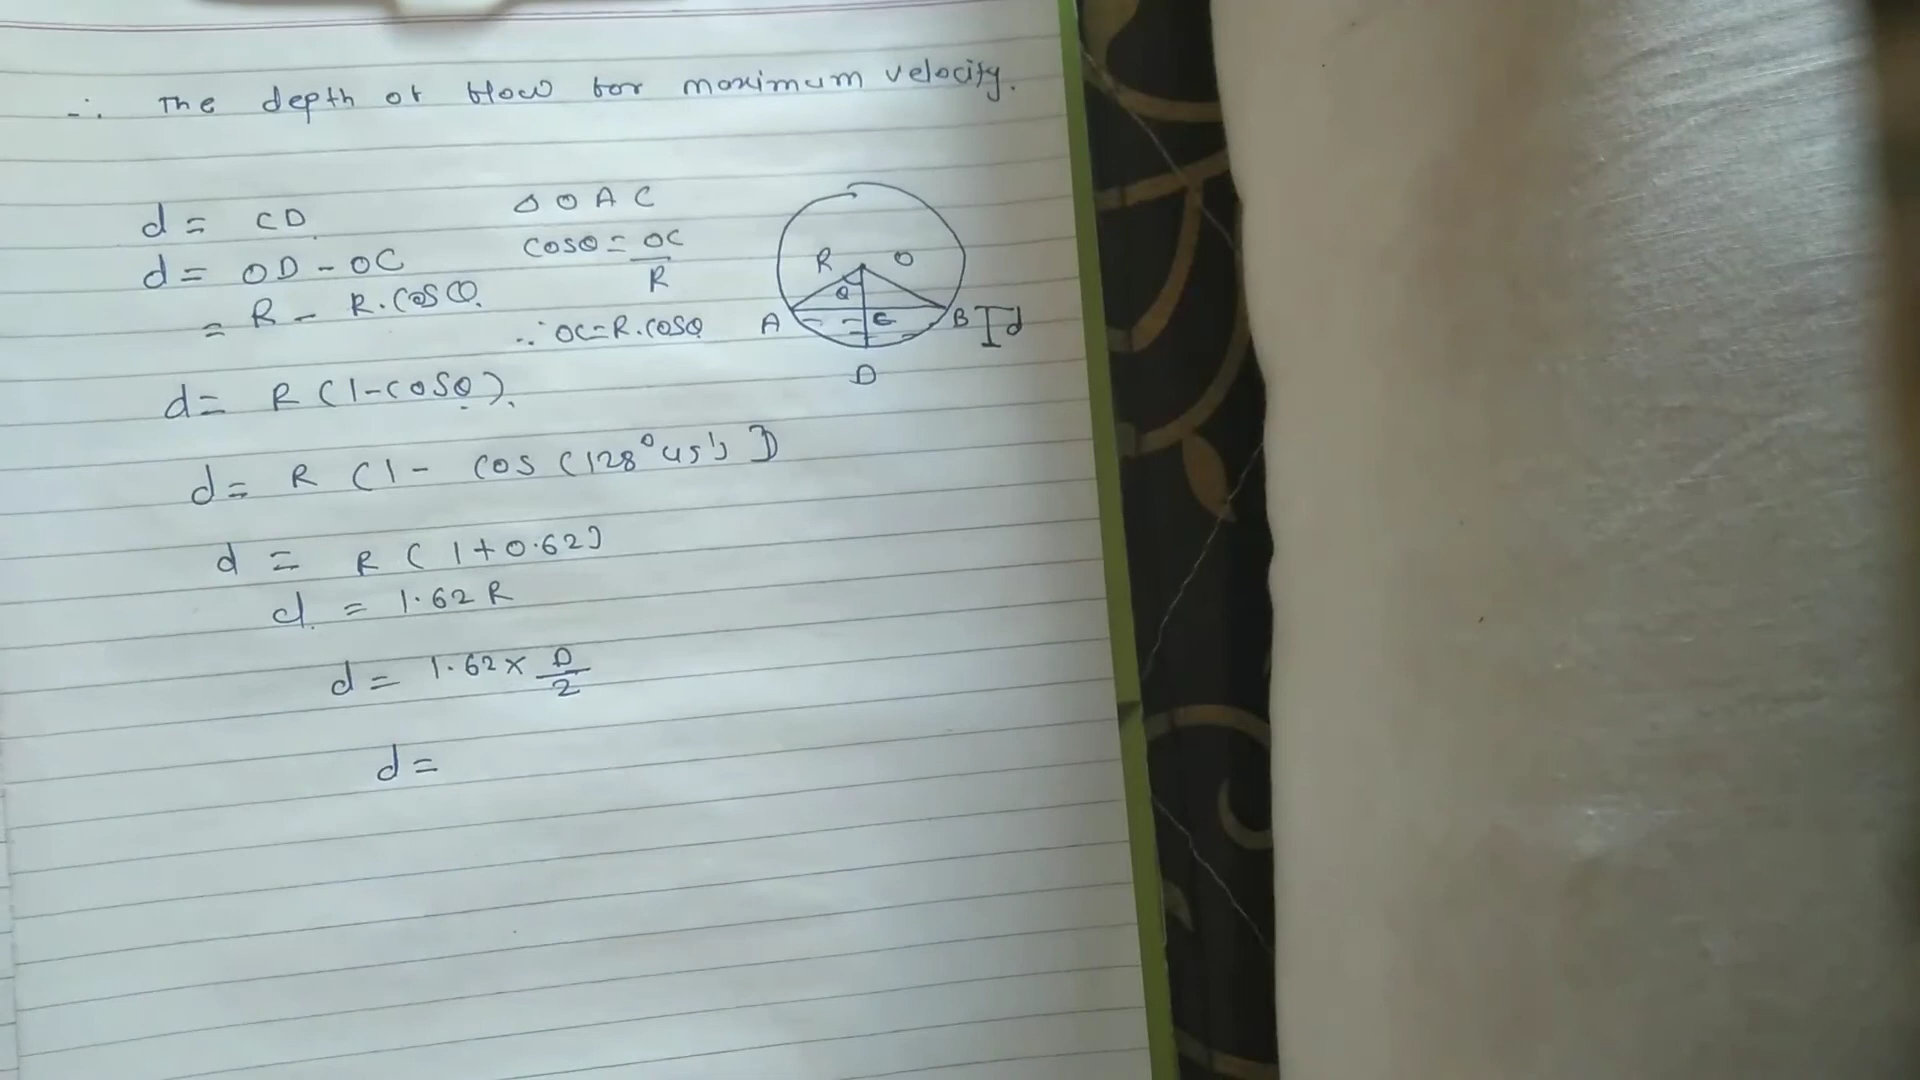 ∴ The depth of flow for maximum velocity.
d = CD
d = OD - OC
= R - R.cosθ.
△OAC
cosθ = OC/R
∴ OC = R.cosθ
R O
θ
A C B d
D
d = R(1-cosθ).
d = R(1 - cos(128°45')]
d = R(1+0.62)
d = 1.62 R
d = 1.62 x D/2
d =